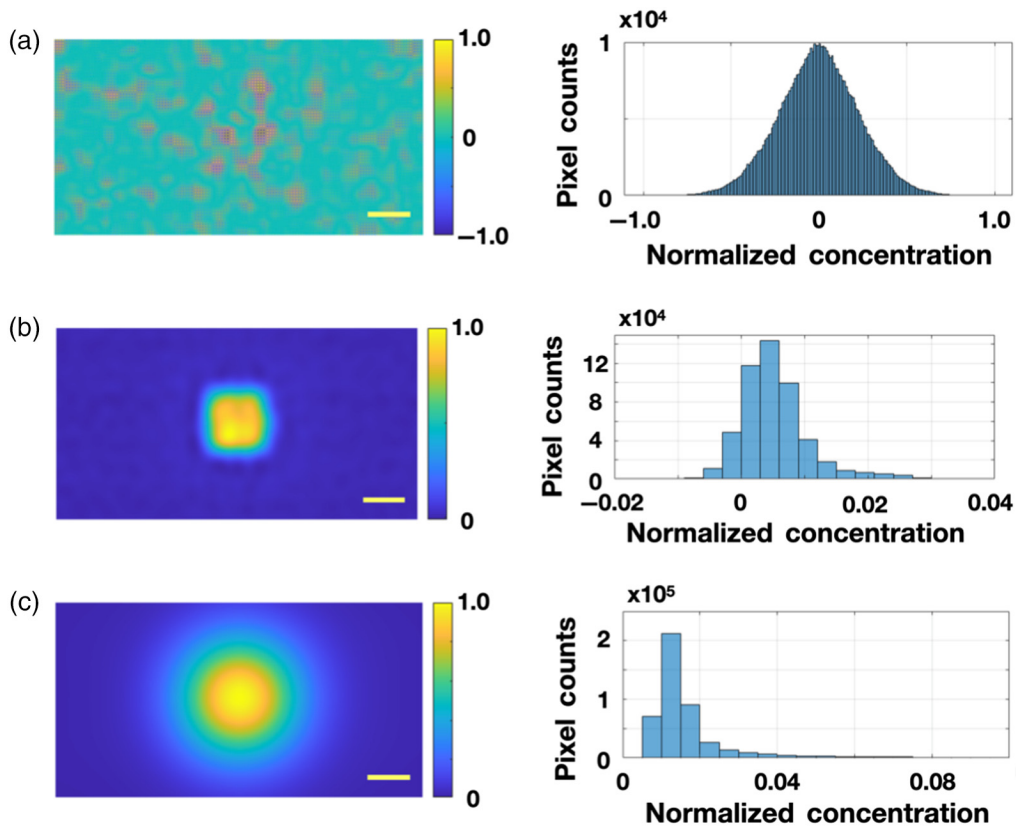 (a)
1.0
0
−1.0
x10⁴
1
0
Pixel counts
−1.0 0 1.0
Normalized concentration
(b)
1.0
0
x10⁴
12
8
4
0
Pixel counts
−0.02 0 0.02 0.04
Normalized concentration
(c)
1.0
0
x10⁵
2
1
0
Pixel counts
0 0.04 0.08
Normalized concentration